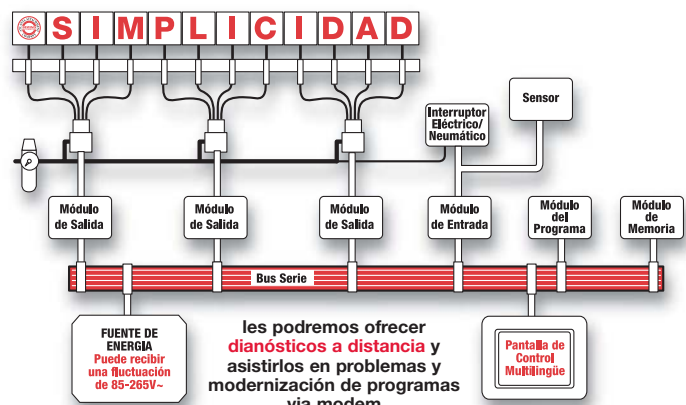 SIMPLICIDAD
Interruptor
Eléctrico/
Neumático
Sensor
Módulo
de Salida
Módulo
de Salida
Módulo
de Salida
Módulo
de Entrada
Módulo
del
Programa
Módulo
de
Memoria
Bus Serie
FUENTE DE
ENERGIA
Puede recibir
una fluctuación
de 85-265V~
les podremos ofrecer
dianósticos a distancia y
asistirlos en problemas y
modernización de programas
via modem
Pantalla de
Control
Multilingüe